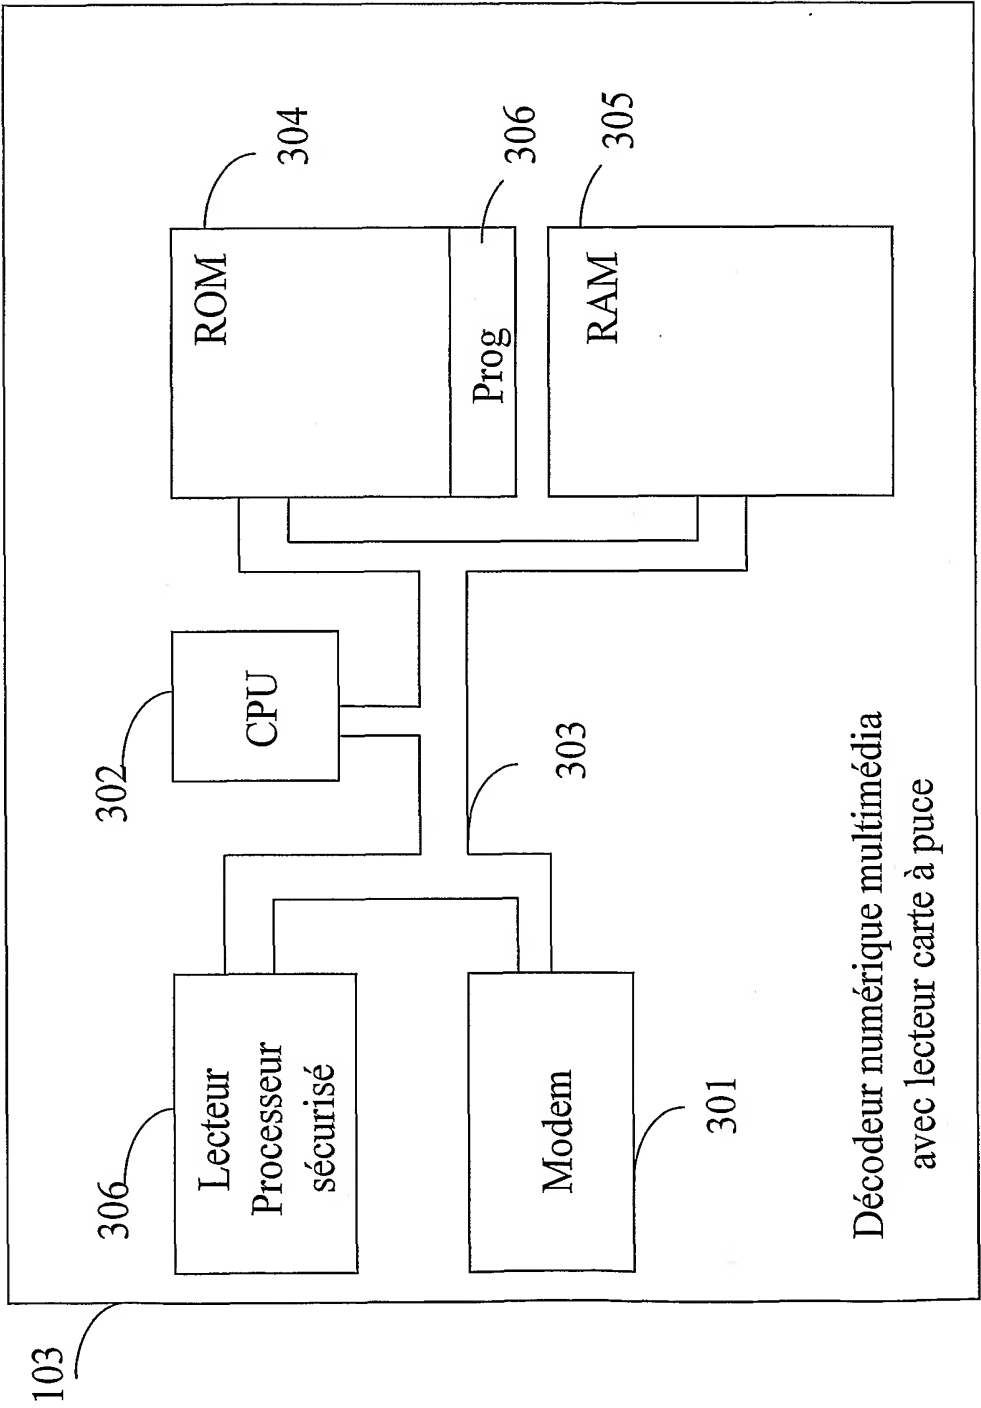 103
306
Lecteur
Processeur
sécurisé
302
CPU
ROM
304
Prog
306
Modem
301
303
RAM
305
Décodeur numérique multimédia
avec lecteur carte à puce